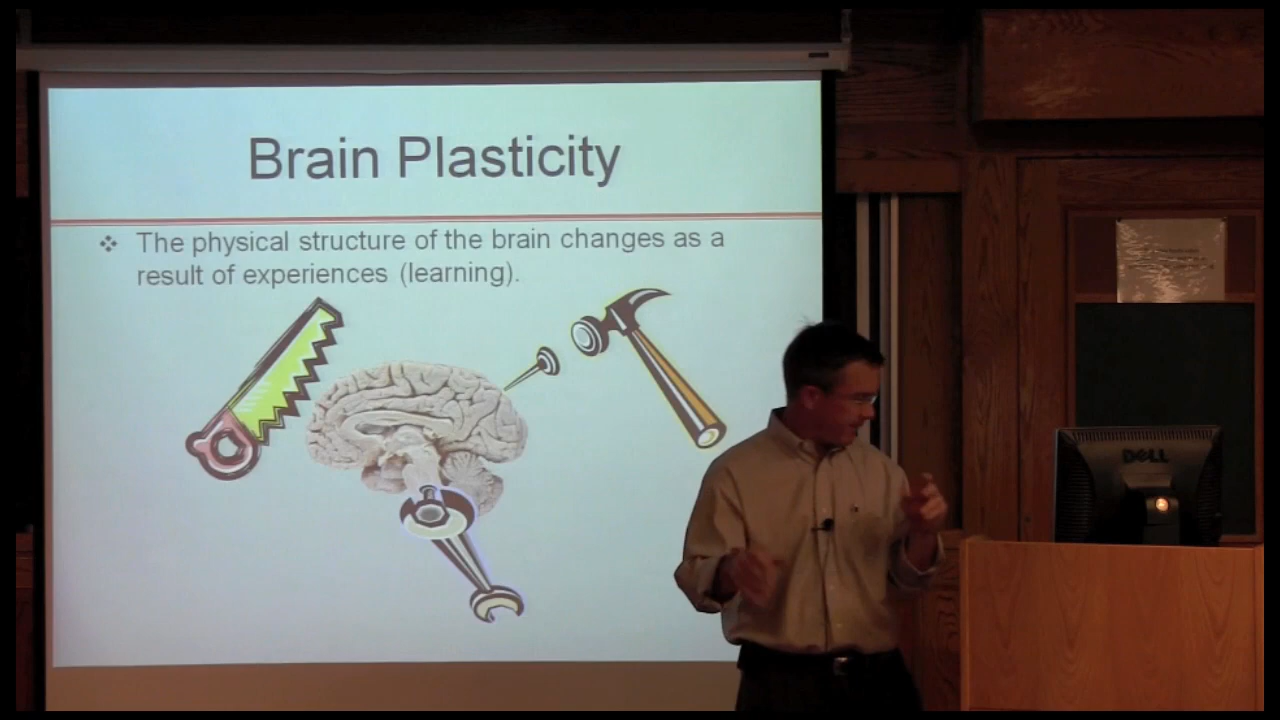 Brain Plasticity
❖ The physical structure of the brain changes as a
result of experiences (learning).
DELL